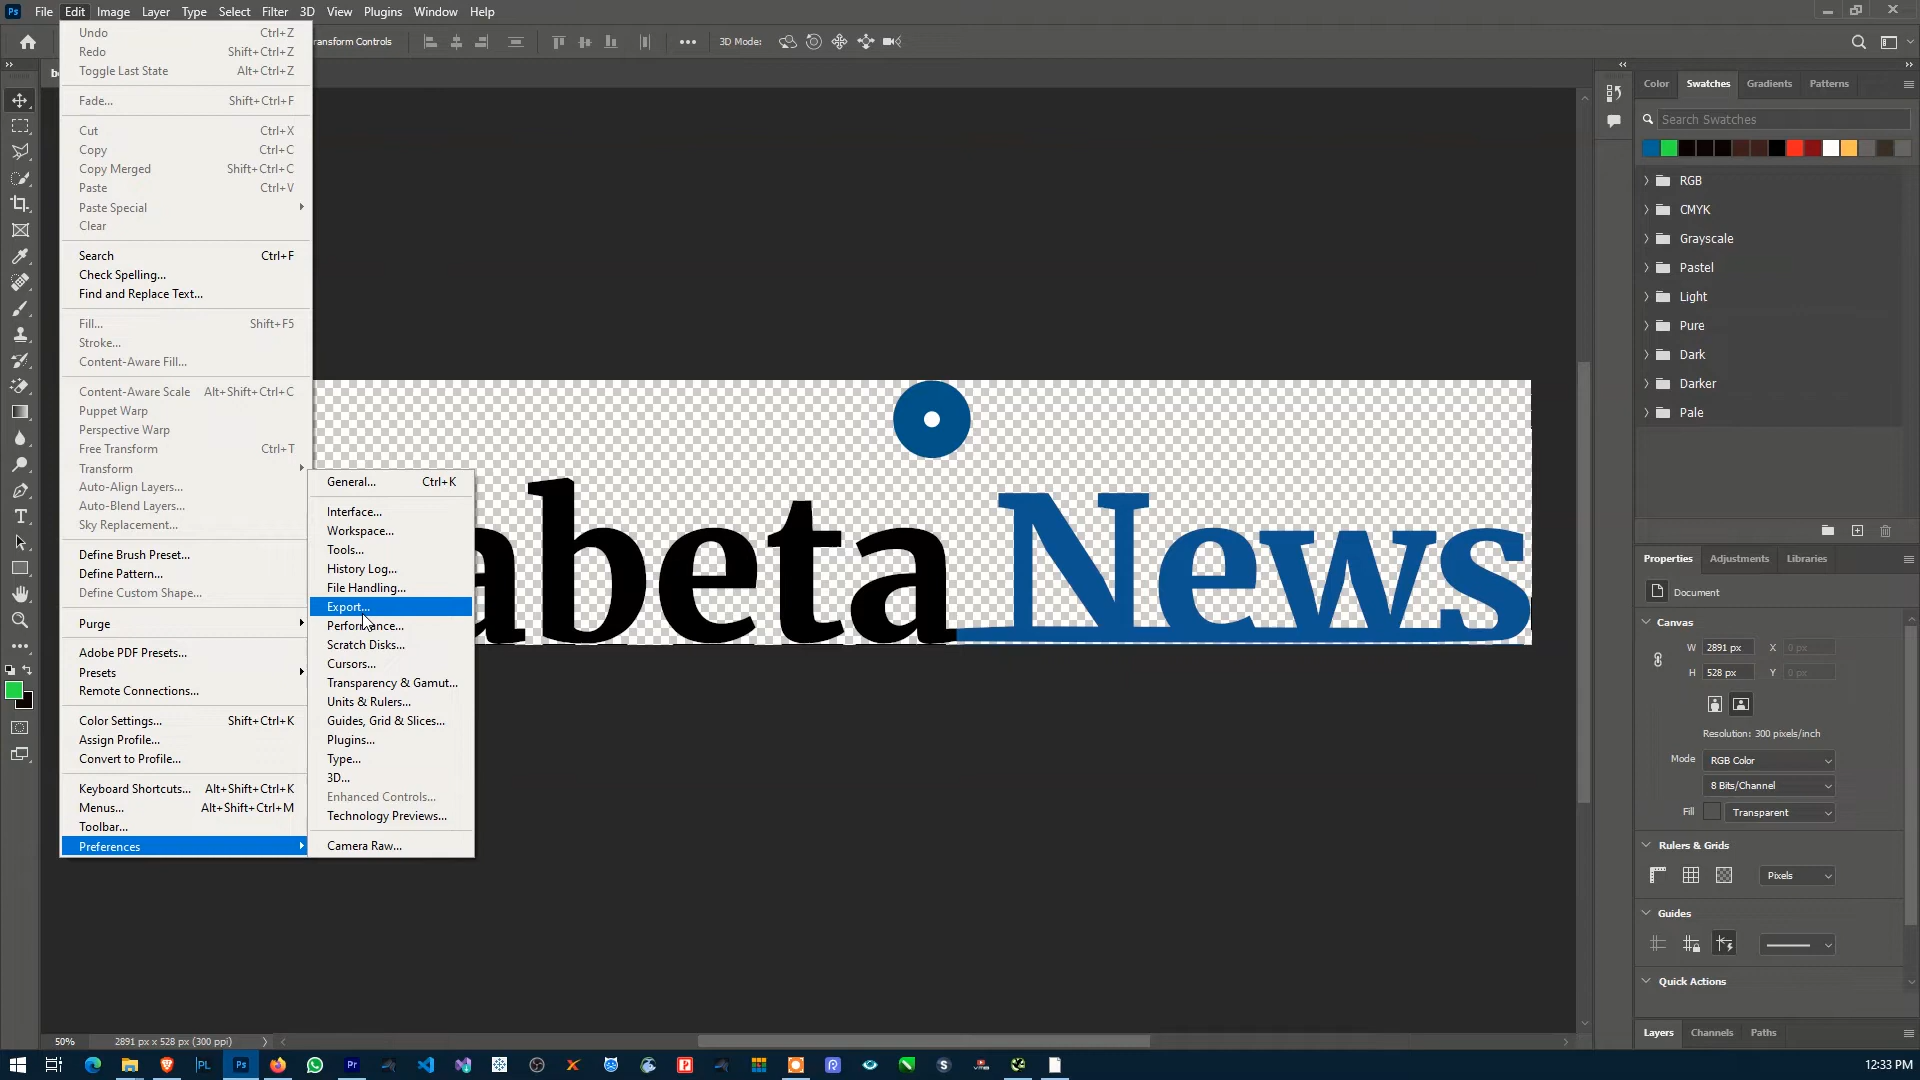 Ps File Edit Image Layer Type Select Filter 3D View Plugins Window Help
ransform Controls 3D Mode:
Undo Ctrl+Z
Redo Shift+Ctrl+Z
Toggle Last State Alt+Ctrl+Z
Fade... Shift+Ctrl+F
Cut Ctrl+X
Copy Ctrl+C
Copy Merged Shift+Ctrl+C
Paste Ctrl+V
Paste Special
Clear
Search Ctrl+F
Check Spelling...
Find and Replace Text...
Fill... Shift+F5
Stroke...
Content-Aware Fill...
Content-Aware Scale Alt+Shift+Ctrl+C
Puppet Warp
Perspective Warp
Free Transform Ctrl+T
Transform
Auto-Align Layers...
Auto-Blend Layers...
Sky Replacement...
Define Brush Preset...
Define Pattern...
Define Custom Shape...
Purge
Adobe PDF Presets...
Presets
Remote Connections...
Color Settings... Shift+Ctrl+K
Assign Profile...
Convert to Profile...
Keyboard Shortcuts... Alt+Shift+Ctrl+K
Menus... Alt+Shift+Ctrl+M
Toolbar...
Preferences
General... Ctrl+K
Interface...
Workspace...
Tools...
History Log...
File Handling...
Export...
Performance...
Scratch Disks...
Cursors...
Transparency & Gamut...
Units & Rulers...
Guides, Grid & Slices...
Plugins...
Type...
3D...
Enhanced Controls...
Technology Previews...
Camera Raw...
abeta News
Color Swatches Gradients Patterns
Search Swatches
RGB
CMYK
Grayscale
Pastel
Light
Pure
Dark
Darker
Pale
Properties Adjustments Libraries
Document
Canvas
W 2891 px X 0 px
H 528 px Y 0 px
Resolution: 300 pixels/inch
Mode RGB Color
8 Bits/Channel
Fill Transparent
Rulers & Grids
Pixels
Guides
Quick Actions
Layers Channels Paths
50% 2891 px x 528 px (300 ppi)
PL Ps Pr
12:33 PM